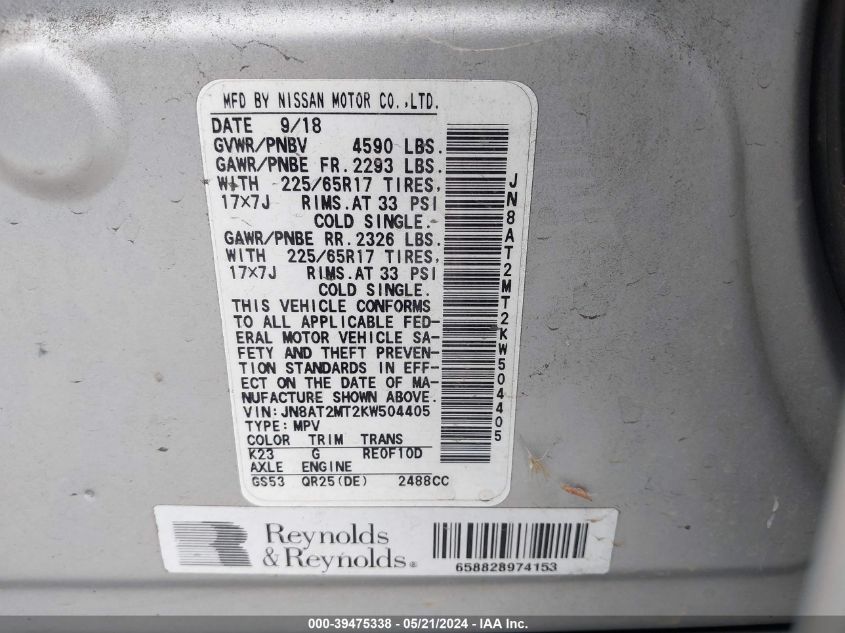 MFD BY NISSAN MOTOR CO.,LTD.
DATE 9/18
GVWR/PNBV 4590 LBS.
GAWR/PNBE FR. 2293 LBS.
WITH 225/65R17 TIRES,
17×7J RIMS. AT 33 PSI
COLD SINGLE.
GAWR/PNBE RR. 2326 LBS.
WITH 225/65R17 TIRES,
17×7J RIMS. AT 33 PSI
COLD SINGLE.
THIS VEHICLE CONFORMS
TO ALL APPLICABLE FED-
ERAL MOTOR VEHICLE SA-
FETY AND THEFT PREVEN-
TION STANDARDS IN EFF-
ECT ON THE DATE OF MA-
NUFACTURE SHOWN ABOVE.
VIN:JN8AT2MT2KW504405
TYPE:MPV
COLOR TRIM TRANS
K23 G RE0F10D
AXLE ENGINE
GS53 QR25(DE) 2488CC
JN8AT2MT2KW504405
Reynolds
& Reynolds®
658828974153
000-39475338 - 05/21/2024 - IAA Inc.